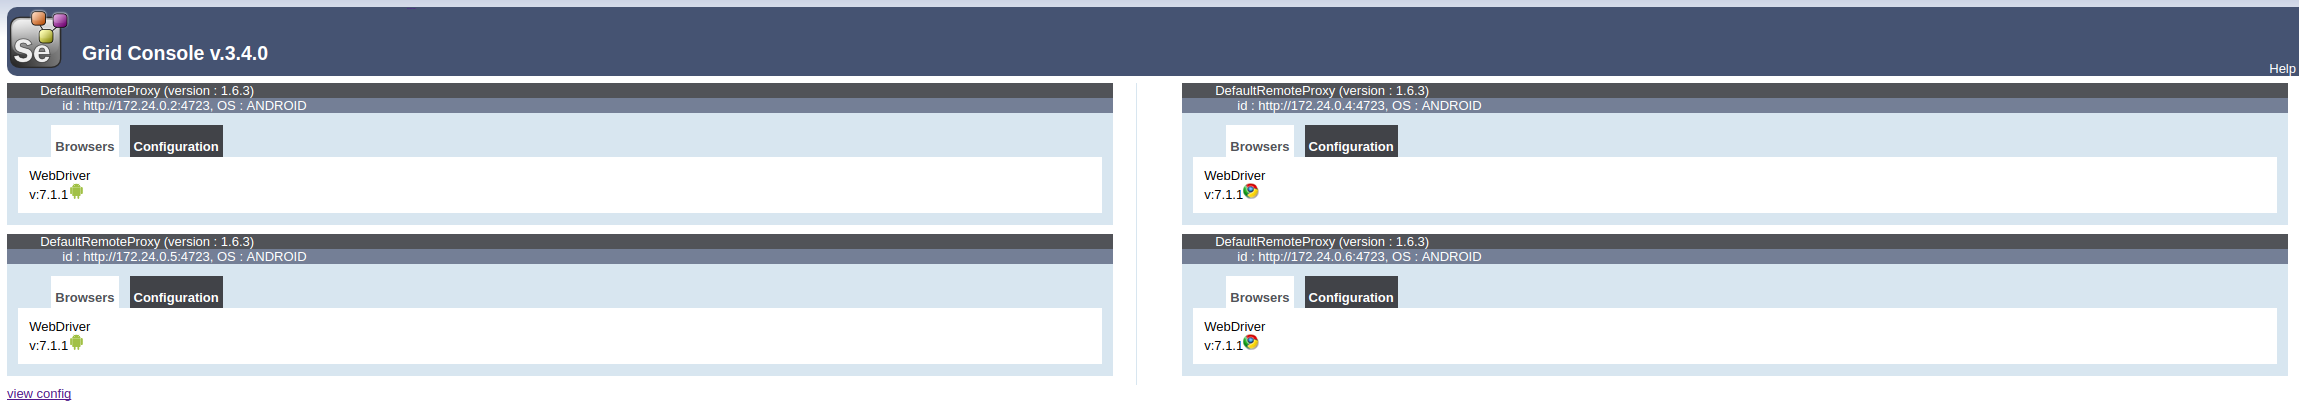 Se
Grid Console v.3.4.0
Help
DefaultRemoteProxy (version : 1.6.3)
id : http://172.24.0.2:4723, OS : ANDROID
Browsers Configuration
WebDriver
v:7.1.1
DefaultRemoteProxy (version : 1.6.3)
id : http://172.24.0.5:4723, OS : ANDROID
Browsers Configuration
WebDriver
v:7.1.1
view config
DefaultRemoteProxy (version : 1.6.3)
id : http://172.24.0.4:4723, OS : ANDROID
Browsers Configuration
WebDriver
v:7.1.1
DefaultRemoteProxy (version : 1.6.3)
id : http://172.24.0.6:4723, OS : ANDROID
Browsers Configuration
WebDriver
v:7.1.1